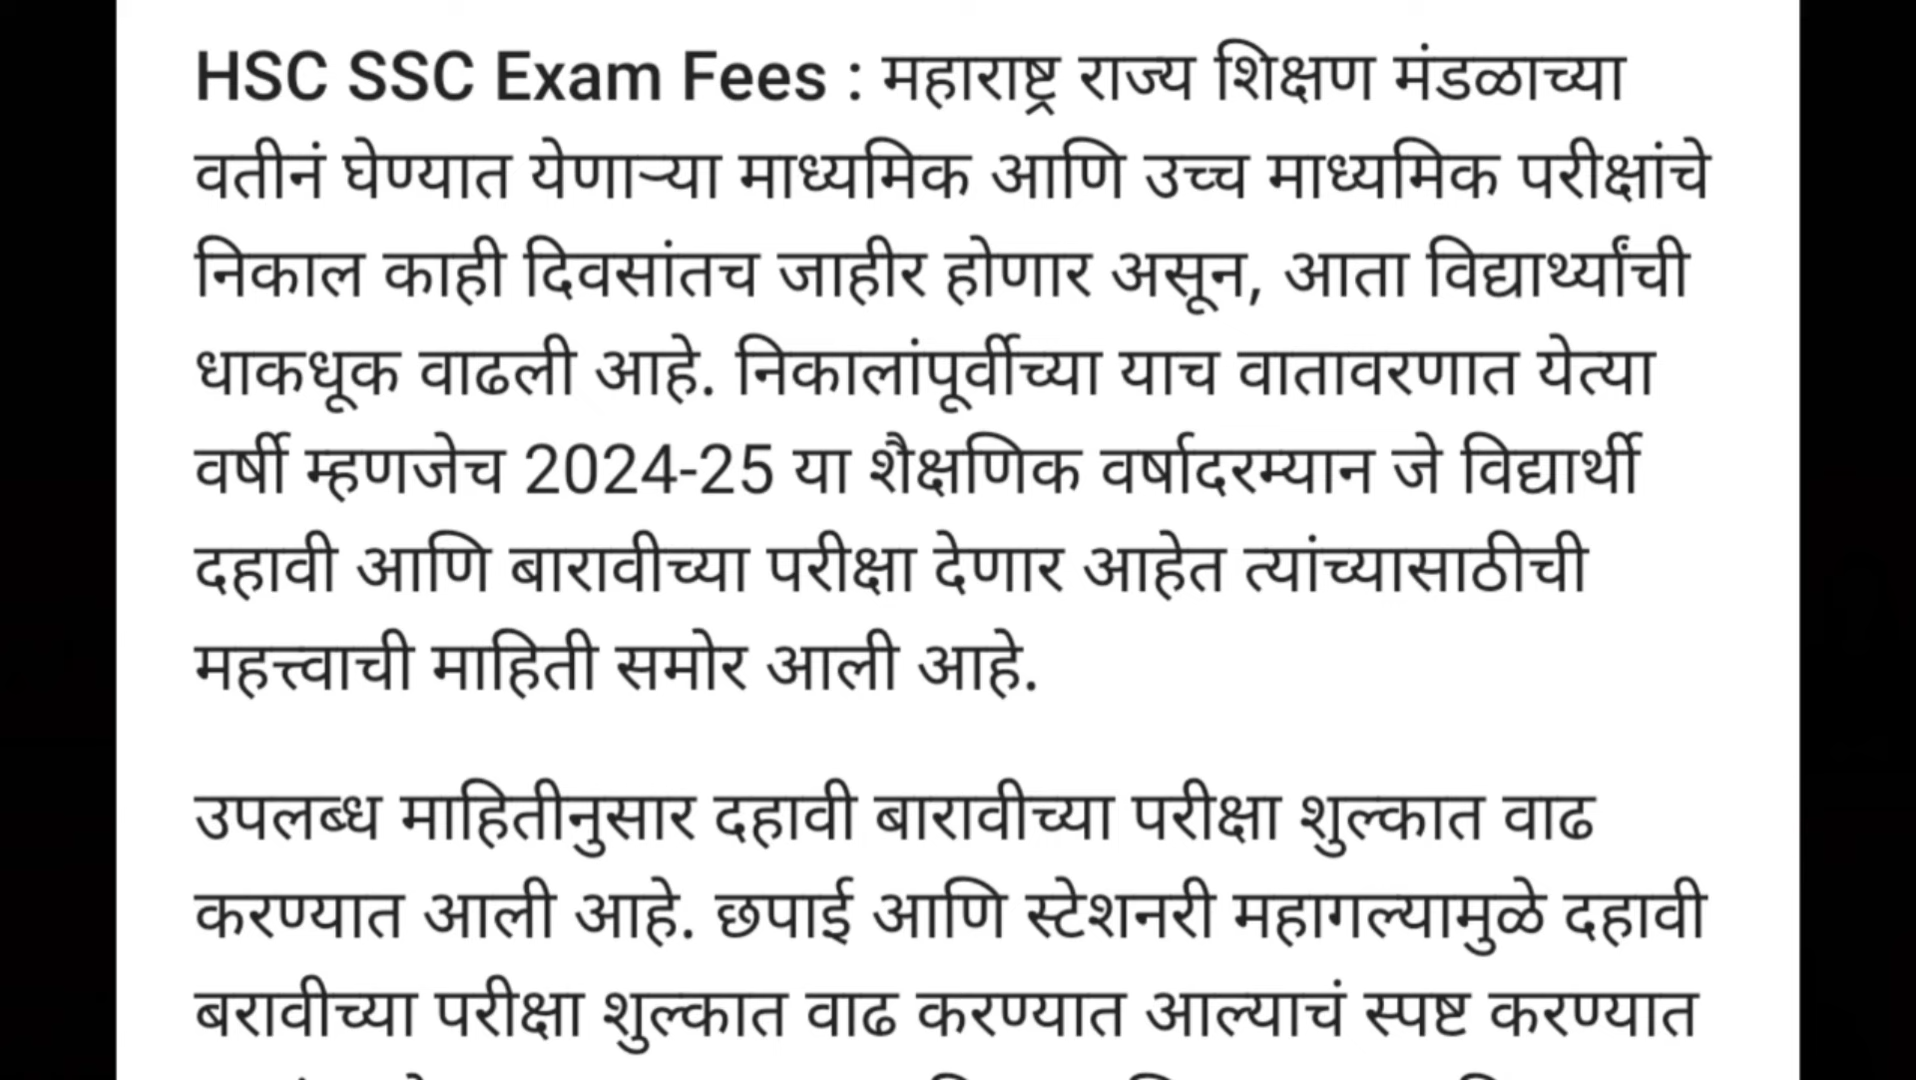 HSC SSC Exam Fees : महाराष्ट्र राज्य शिक्षण मंडळाच्या
वतीनं घेण्यात येणाऱ्या माध्यमिक आणि उच्च माध्यमिक परीक्षांचे
निकाल काही दिवसांतच जाहीर होणार असून, आता विद्यार्थ्यांची
धाकधूक वाढली आहे. निकालांपूर्वीच्या याच वातावरणात येत्या
वर्षी म्हणजेच 2024-25 या शैक्षणिक वर्षादरम्यान जे विद्यार्थी
दहावी आणि बारावीच्या परीक्षा देणार आहेत त्यांच्यासाठीची
महत्त्वाची माहिती समोर आली आहे.
उपलब्ध माहितीनुसार दहावी बारावीच्या परीक्षा शुल्कात वाढ
करण्यात आली आहे. छपाई आणि स्टेशनरी महागल्यामुळे दहावी
बरावीच्या परीक्षा शुल्कात वाढ करण्यात आल्याचं स्पष्ट करण्यात